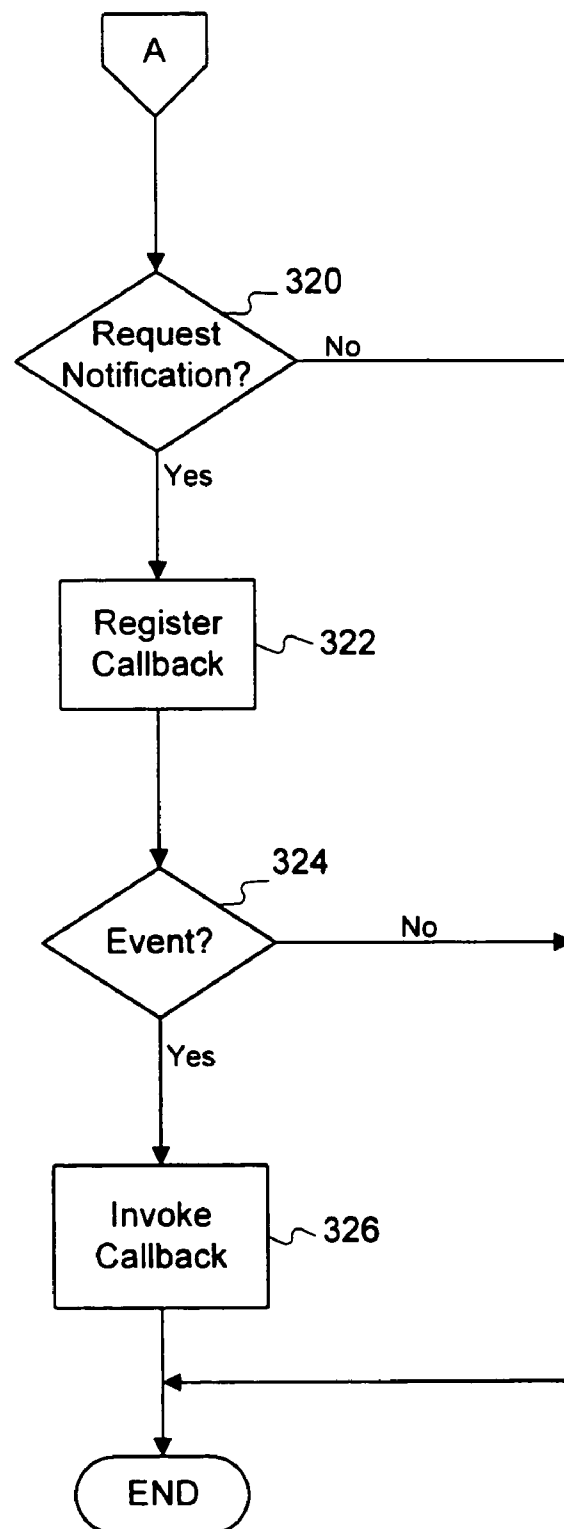 A
320
Request
Notification?
No
Yes
Register
Callback
322
324
Event?
No
Yes
Invoke
Callback
326
END